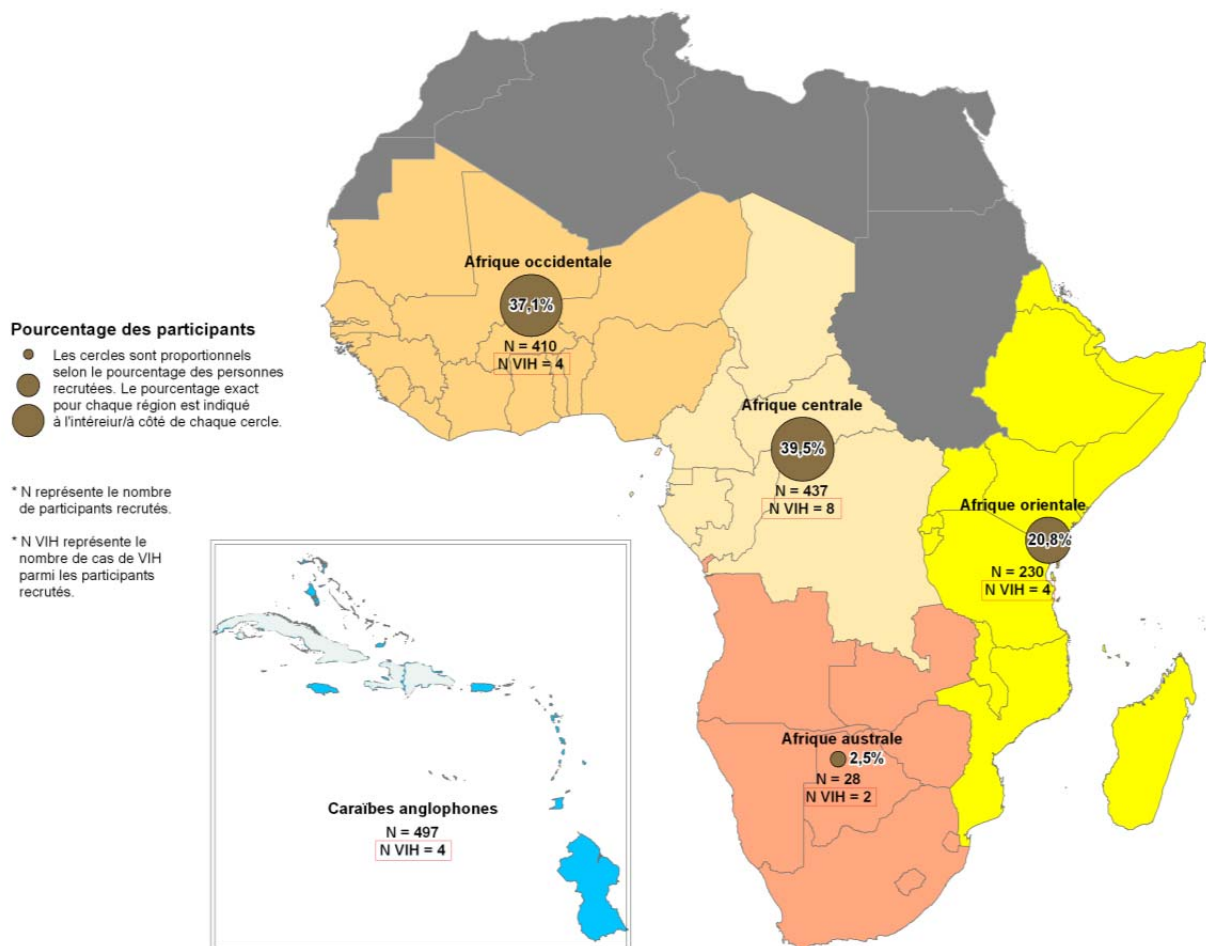 Afrique occidentale
37,1%
N = 410
N VIH = 4
Pourcentage des participants
Les cercles sont proportionnels
selon le pourcentage des personnes
recrutées. Le pourcentage exact
pour chaque région est indiqué
à l'intéreiur/à côté de chaque cercle.
* N représente le nombre
de participants recrutés.
* N VIH représente le
nombre de cas de VIH
parmi les participants
recrutés.
Afrique centrale
39,5%
N = 437
N VIH = 8
Afrique orientale
20,8%
N = 230
N VIH = 4
Afrique australe
2,5%
N = 28
N VIH = 2
Caraïbes anglophones
N = 497
N VIH = 4